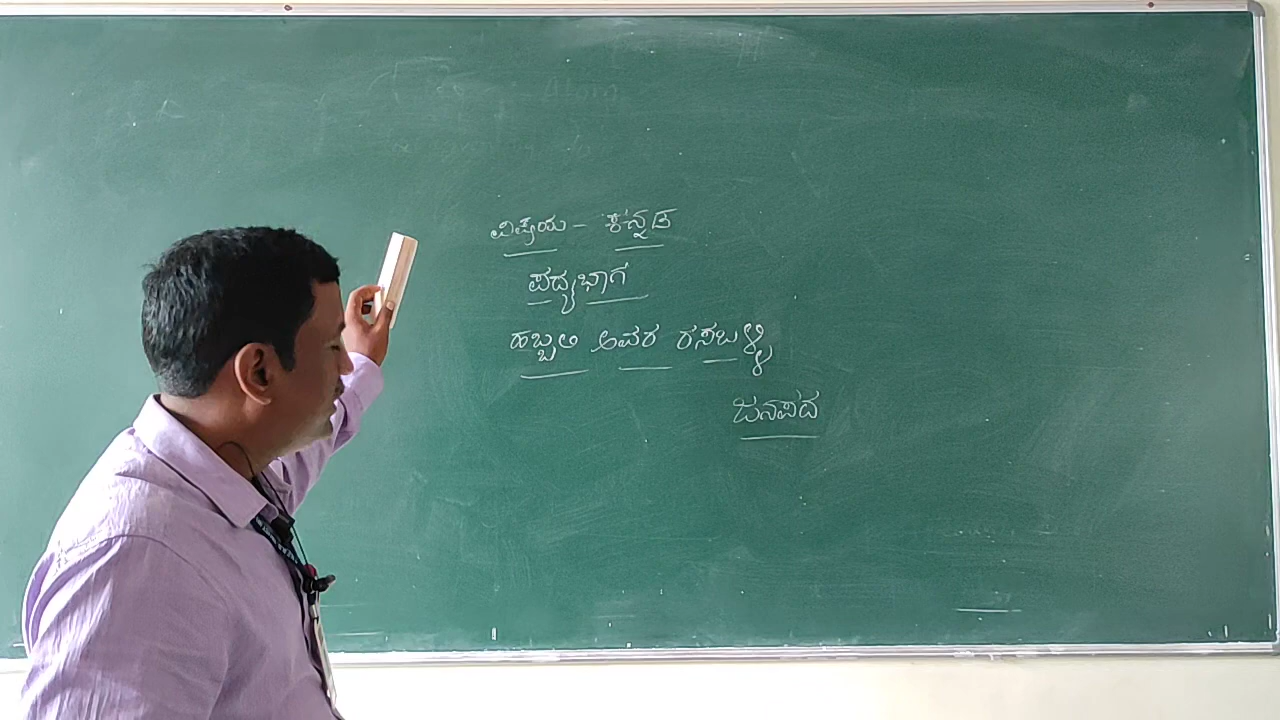 ವಿಷಯ - ಕನ್ನಡ
ಪದ್ಯಭಾಗ
ಹಬ್ಬಲಿ ಅವರ ರಸಬಳ್ಳಿ
ಜನಪದ